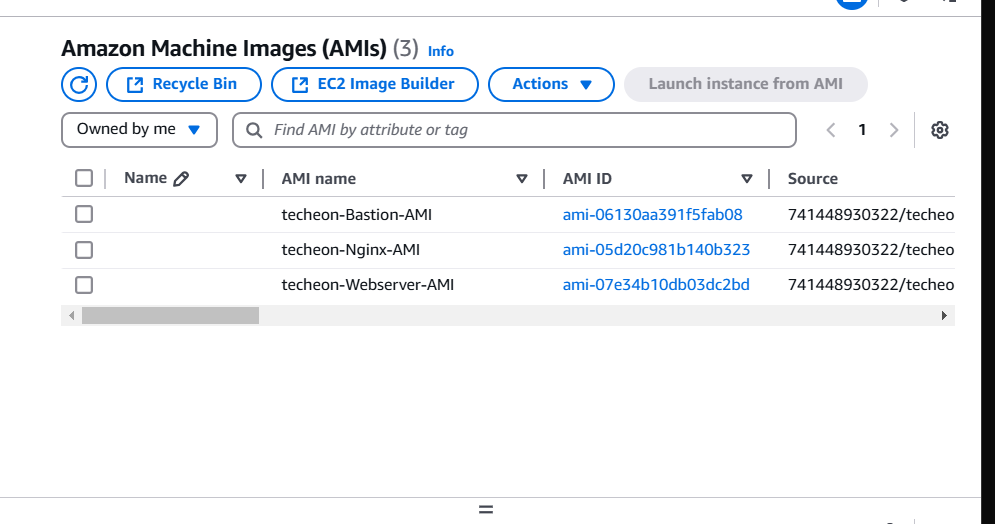 Amazon Machine Images (AMIs) (3) Info
Recycle Bin EC2 Image Builder Actions Launch instance from AMI
Owned by me Find AMI by attribute or tag 1
Name AMI name AMI ID Source
techeon-Bastion-AMI ami-06130aa391f5fab08 741448930322/techeo
techeon-Nginx-AMI ami-05d20c981b140b323 741448930322/techeo
techeon-Webserver-AMI ami-07e34b10db03dc2bd 741448930322/techeo